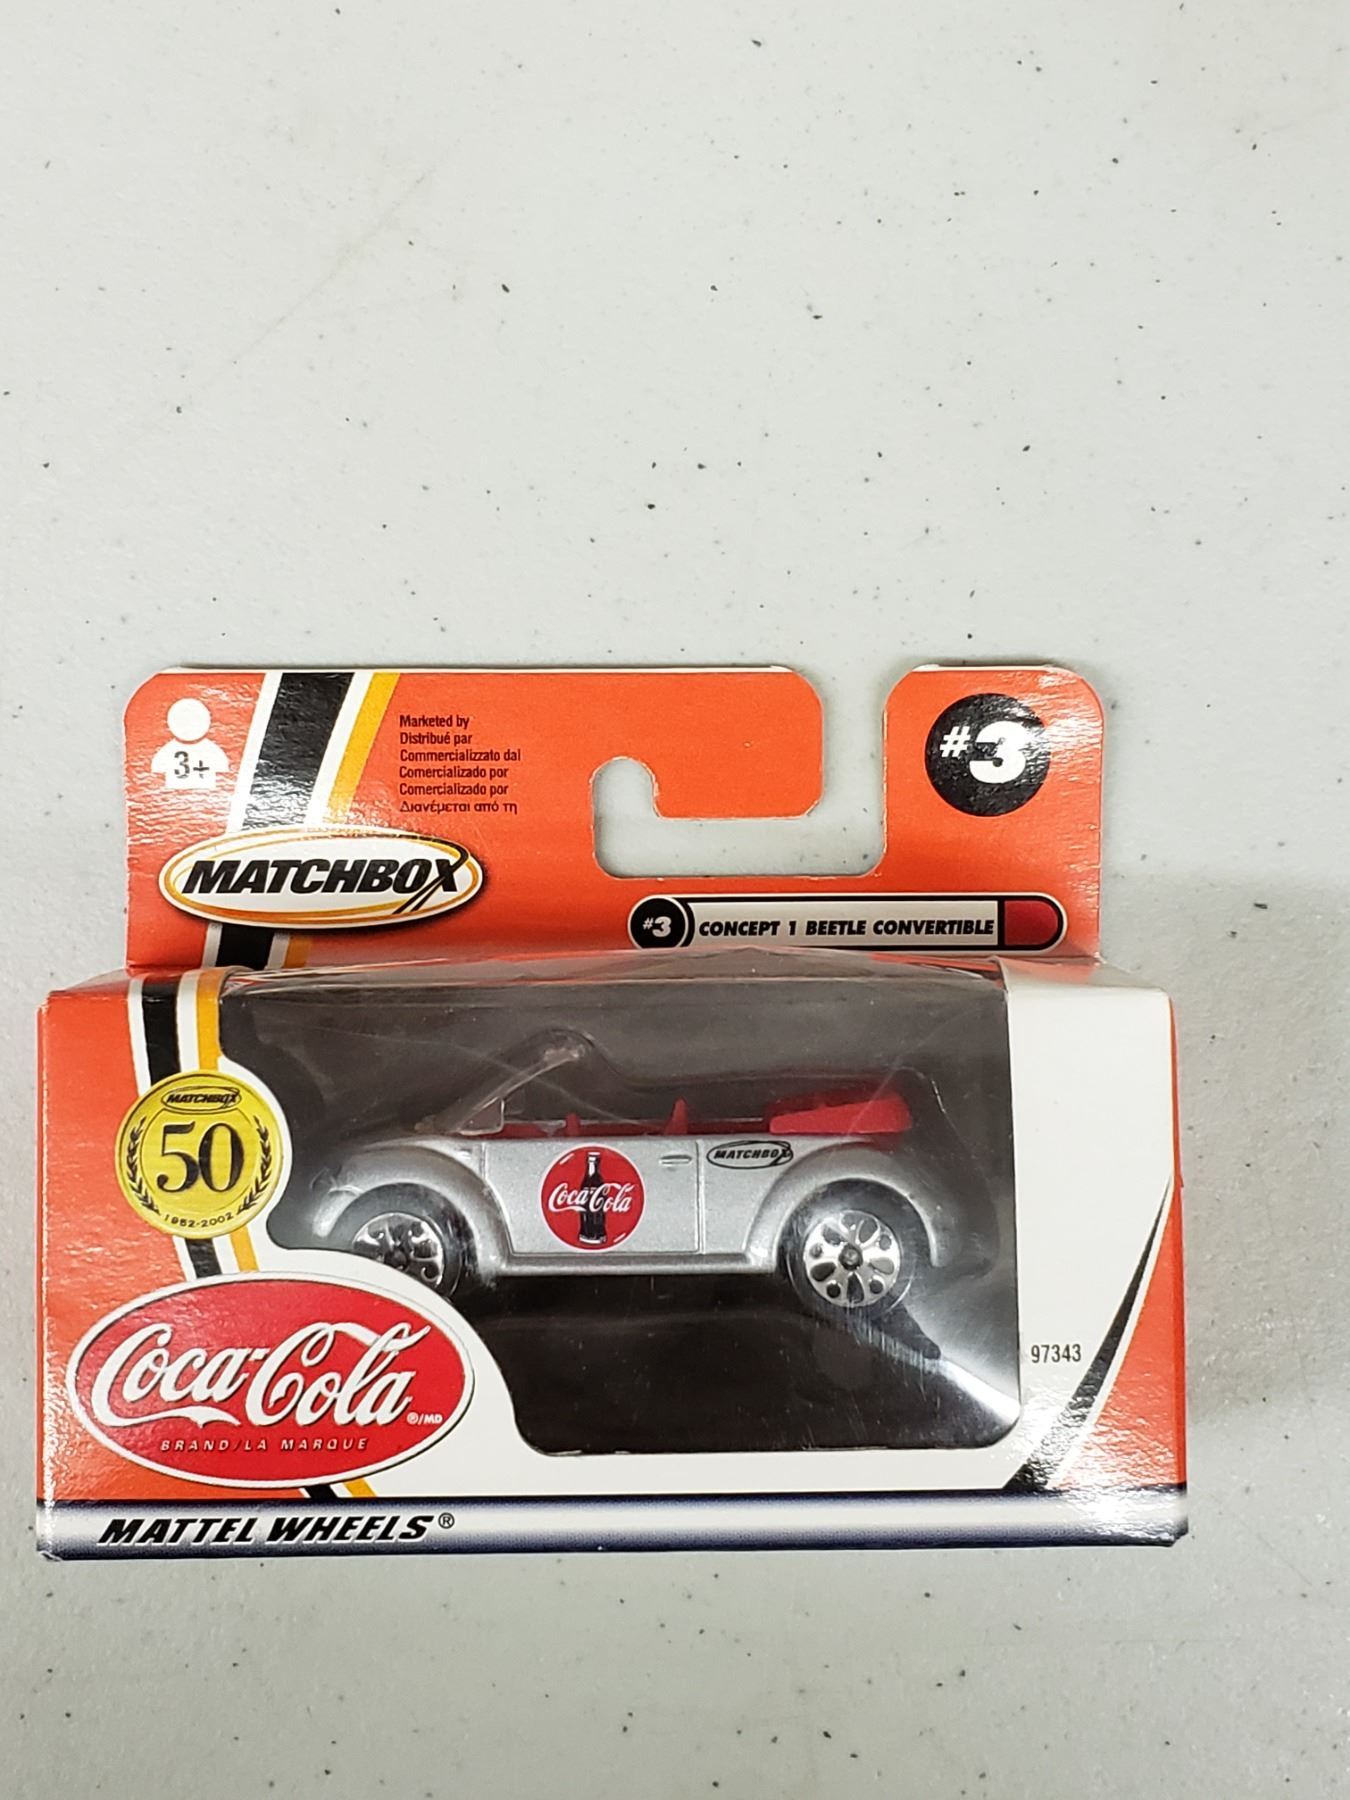 #3
3+
Marketed by
Distribué par
Commercializzato dal
Comercializado por
Comercializado por
Διανέμεται από τη
MATCHBOX
#3 CONCEPT 1 BEETLE CONVERTIBLE
MATCHBOX
50
1952-2002
MATCHBOX
Coca-Cola
Coca-Cola ®/MD
BRAND/LA MARQUE
97343
MATTEL WHEELS®